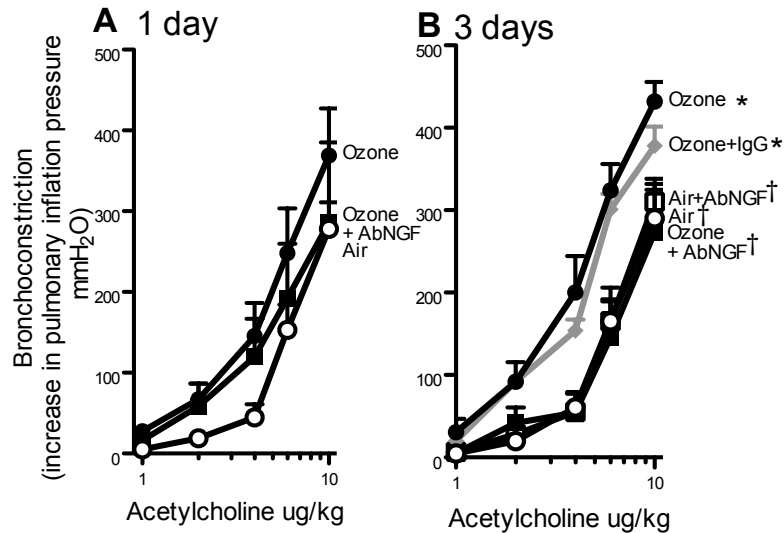 A 1 day
B 3 days
Bronchoconstriction
(increase in pulmonary inflation pressure
mmH2O)
500
400
300
200
100
0
Ozone
Ozone
+ AbNGF
Air
1
10
Acetylcholine ug/kg
500
400
300
200
100
0
Ozone *
Ozone+IgG*
Air+AbNGF†
Air†
Ozone
+ AbNGF†
1
10
Acetylcholine ug/kg